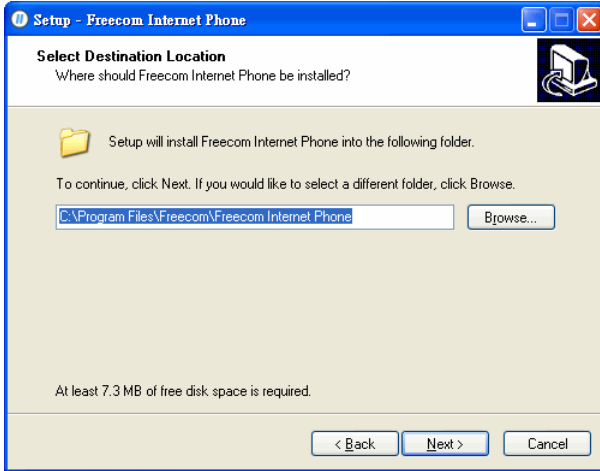 Setup - Freecom Internet Phone
Select Destination Location
Where should Freecom Internet Phone be installed?
Setup will install Freecom Internet Phone into the following folder.
To continue, click Next. If you would like to select a different folder, click Browse.
C:\Program Files\Freecom\Freecom Internet Phone
Browse...
At least 7.3 MB of free disk space is required.
< Back
Next >
Cancel